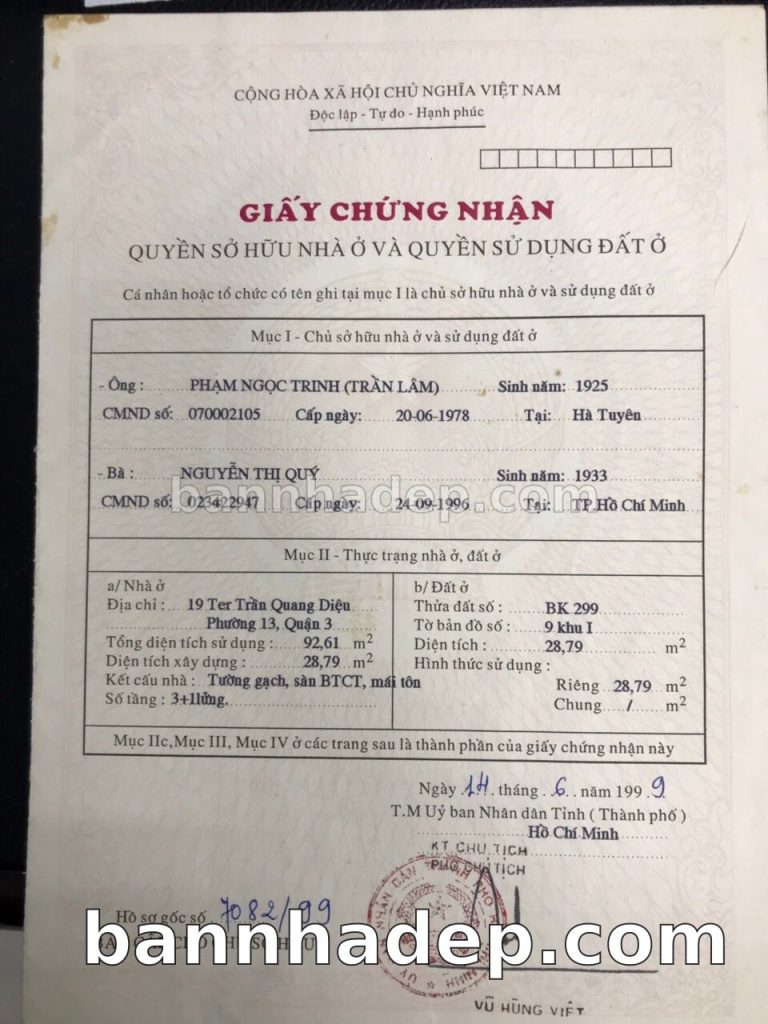 CỘNG HÒA XÃ HỘI CHỦ NGHĨA VIỆT NAM
Độc lập - Tự do - Hạnh phúc
GIẤY CHỨNG NHẬN
QUYỀN SỞ HỮU NHÀ Ở VÀ QUYỀN SỬ DỤNG ĐẤT Ở
Cá nhân hoặc tổ chức có tên ghi tại mục I là chủ sở hữu nhà ở và sử dụng đất ở
Mục I - Chủ sở hữu nhà ở và sử dụng đất ở
- Ông : PHẠM NGỌC TRINH (TRẦN LÂM) Sinh năm: 1925
CMND số: 070002105 Cấp ngày: 20-06-1978 Tại: Hà Tuyên
- Bà : NGUYỄN THỊ QUÝ Sinh năm: 1933
bannhadep.com
CMND số: 023422947 Cấp ngày: 24-09-1996 Tại: TP.Hồ Chí Minh
Mục II - Thực trạng nhà ở, đất ở
a/ Nhà ở
Địa chỉ : 19 Ter Trần Quang Diệu
Phường 13, Quận 3
Tổng diện tích sử dụng : 92,61 m²
Diện tích xây dựng : 28,79 m²
Kết cấu nhà : Tường gạch, sàn BTCT, mái tôn
Số tầng : 3+1lửng.
b/ Đất ở
Thửa đất số : BK 299
Tờ bản đồ số : 9 khu I
Diện tích : 28,79 m²
Hình thức sử dụng :
Riêng 28,79 m²
Chung / m²
Mục IIc,Mục III, Mục IV ở các trang sau là thành phần của giấy chứng nhận này
Ngày 14 tháng 6 năm 1999
T.M Uỷ ban Nhân dân Tỉnh ( Thành phố )
Hồ Chí Minh
KT CHỦ TỊCH
PHÓ CHỦ TỊCH
Hồ sơ gốc số 7082/99
bannhadep.com
VŨ HÙNG VIỆT